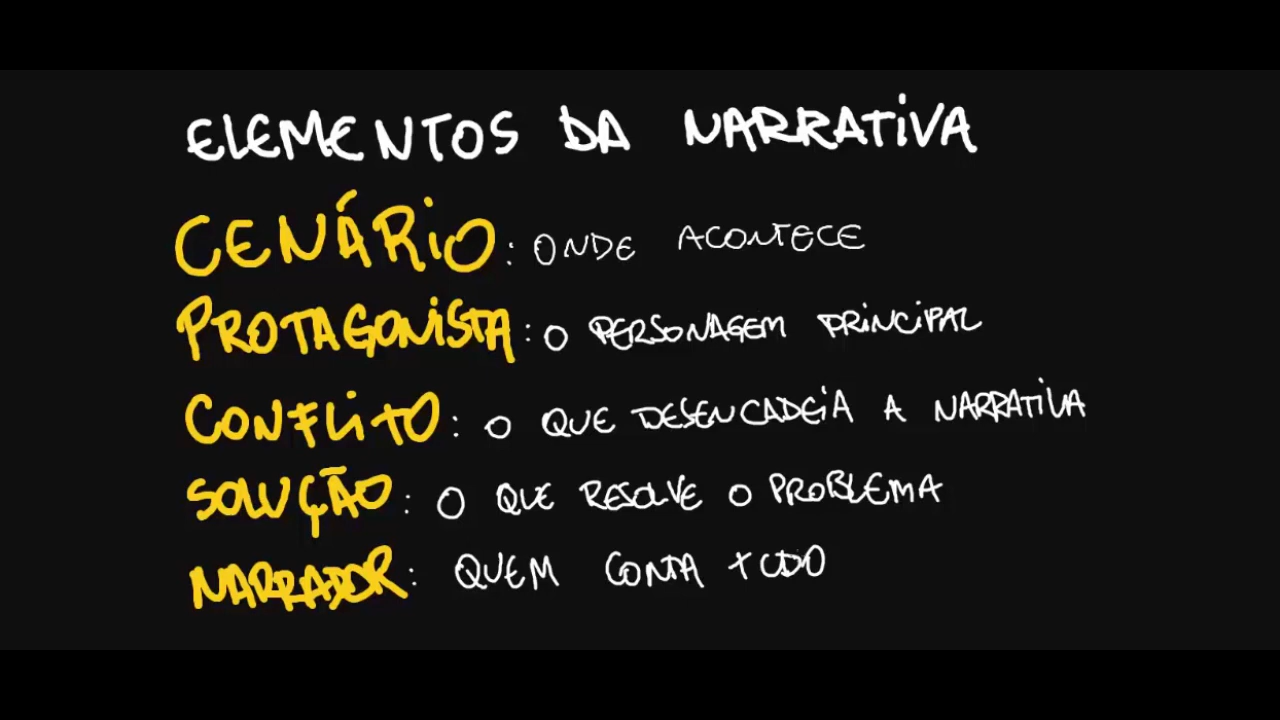 ELEMENTOS DA NARRATIVA
CENÁRIO: ONDE ACONTECE
PROTAGONISTA: O PERSONAGEM PRINCIPAL
CONFLITO: O QUE DESENCADEIA A NARRATIVA
SOLUÇÃO: O QUE RESOLVE O PROBLEMA
NARRADOR: QUEM CONTA TUDO